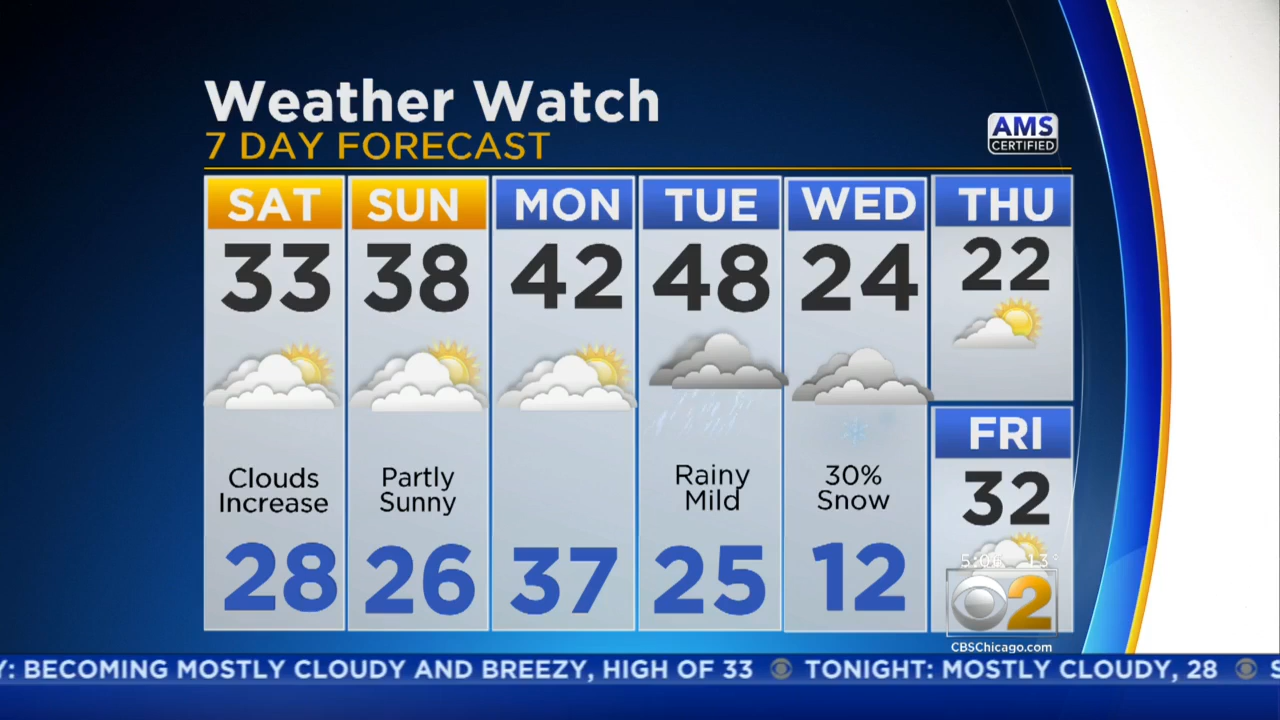 Weather Watch
7 DAY FORECAST
AMS
CERTIFIED
SAT
33
Clouds
Increase
28
SUN
38
Partly
Sunny
26
MON
42
37
TUE
48
Rainy
Mild
25
WED
24
30%
Snow
12
THU
22
FRI
32
13°
2
CBSChicago.com
Y: BECOMING MOSTLY CLOUDY AND BREEZY, HIGH OF 33 TONIGHT: MOSTLY CLOUDY, 28 S